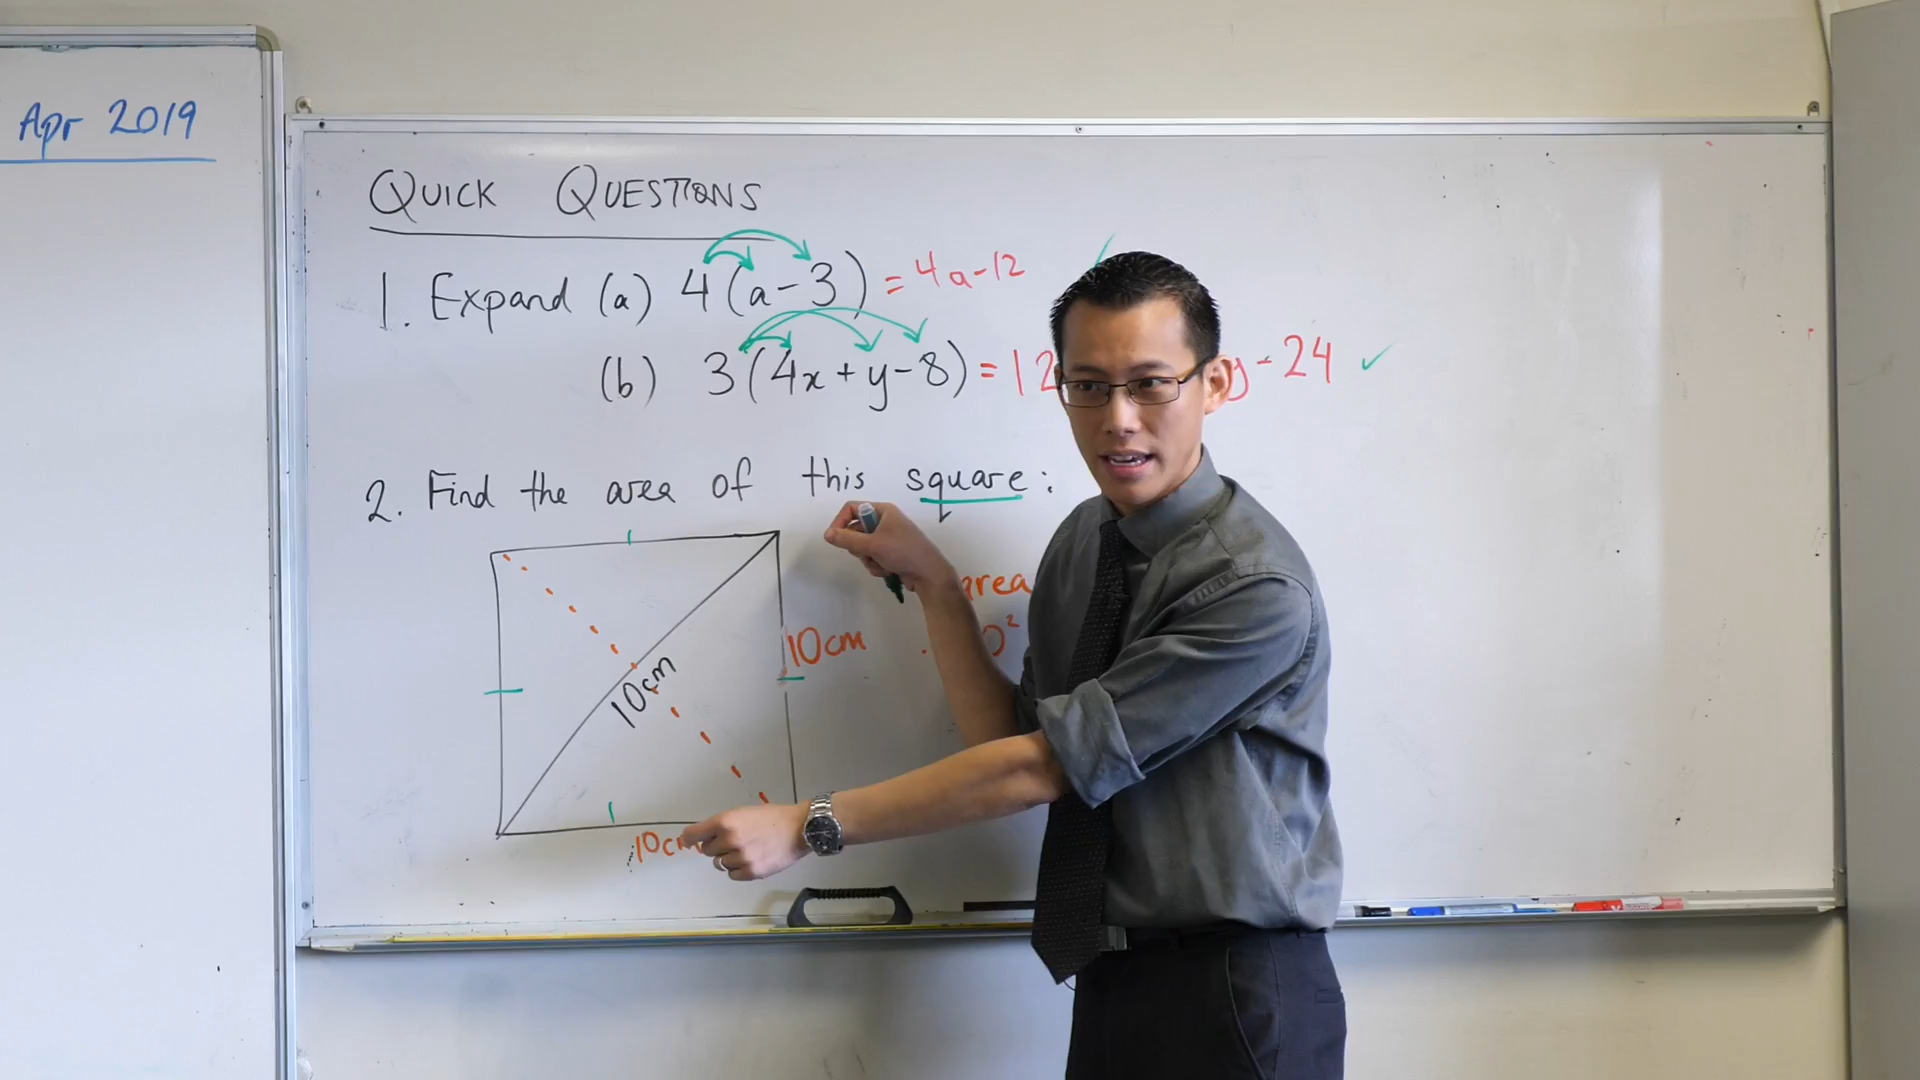 Apr 2019
QUICK QUESTIONS
1. Expand (a) 4(a-3) = 4a-12
(b) 3(4x+y-8) = 12 y-24 ✓
2. Find the area of this square:
10cm
10cm
10cm
area